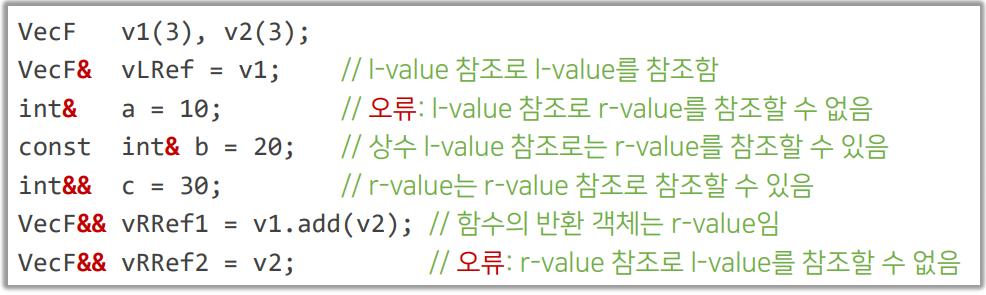 VecF v1(3), v2(3);
VecF& vLRef = v1; // l-value 참조로 l-value를 참조함
int& a = 10; // 오류: l-value 참조로 r-value를 참조할 수 없음
const int& b = 20; // 상수 l-value 참조로는 r-value를 참조할 수 있음
int&& c = 30; // r-value는 r-value 참조로 참조할 수 있음
VecF&& vRRef1 = v1.add(v2); // 함수의 반환 객체는 r-value임
VecF&& vRRef2 = v2; // 오류: r-value 참조로 l-value를 참조할 수 없음